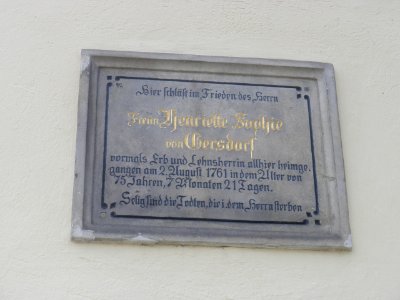 Hier schläft im Frieden des Herrn
Freiin Henriette Sophie
von Gersdorf
vormals Erb und Lehnsherrin allhier heimge,
gangen am 2. August 1761 in dem Alter von
75 Jahren, 7 Monaten 21 Tagen.
Selig sind die Todten, die i. dem Herrn sterben